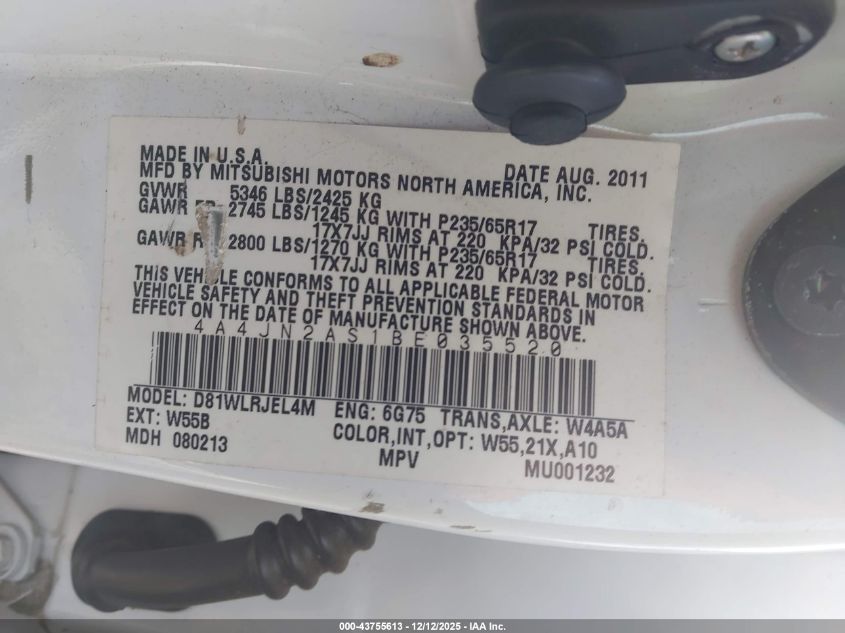 MADE IN U.S.A. DATE AUG. 2011
MFD BY MITSUBISHI MOTORS NORTH AMERICA, INC.
GVWR 5346 LBS/2425 KG
GAWR 2745 LBS/1245 KG WITH P235/65R17 TIRES.
17X7JJ RIMS AT 220 KPA/32 PSI COLD.
GAWR 2800 LBS/1270 KG WITH P235/65R17 TIRES.
17X7JJ RIMS AT 220 KPA/32 PSI COLD.
THIS VEHICLE CONFORMS TO ALL APPLICABLE FEDERAL MOTOR
VEHICLE SAFETY AND THEFT PREVENTION STANDARDS IN
EFFECT ON THE DATE OF MANUFACTURE SHOWN ABOVE.
4A4JN2AS1BE035520
MODEL: D81WLRJEL4M ENG: 6G75 TRANS,AXLE: W4A5A
EXT: W55B COLOR,INT,OPT: W55,21X,A10
MDH 080213 MPV MU001232
000-43755613 - 12/12/2025 - IAA Inc.